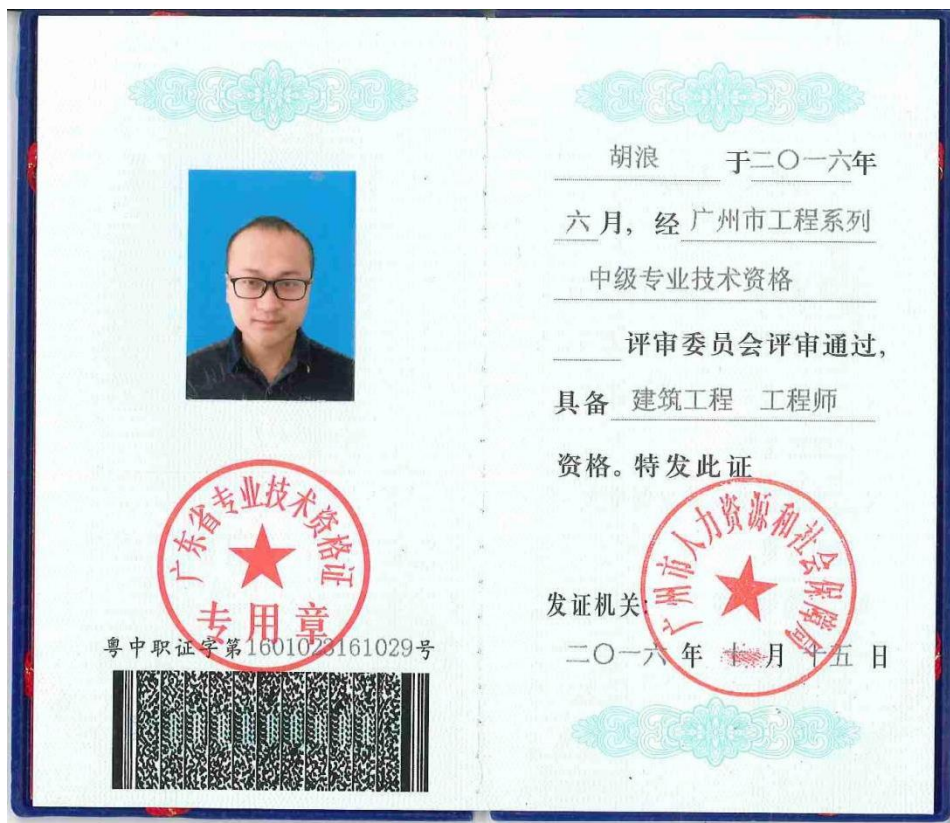 广东省专业技术资格证
专用章
粤中职证字第1601023161029号
胡浪 于二〇一六年
六月，经 广州市工程系列
中级专业技术资格
评审委员会评审通过，
具备 建筑工程 工程师
资格。特发此证
广州市人力资源和社会保障局
发证机关：
二〇一六 年 月 十五 日